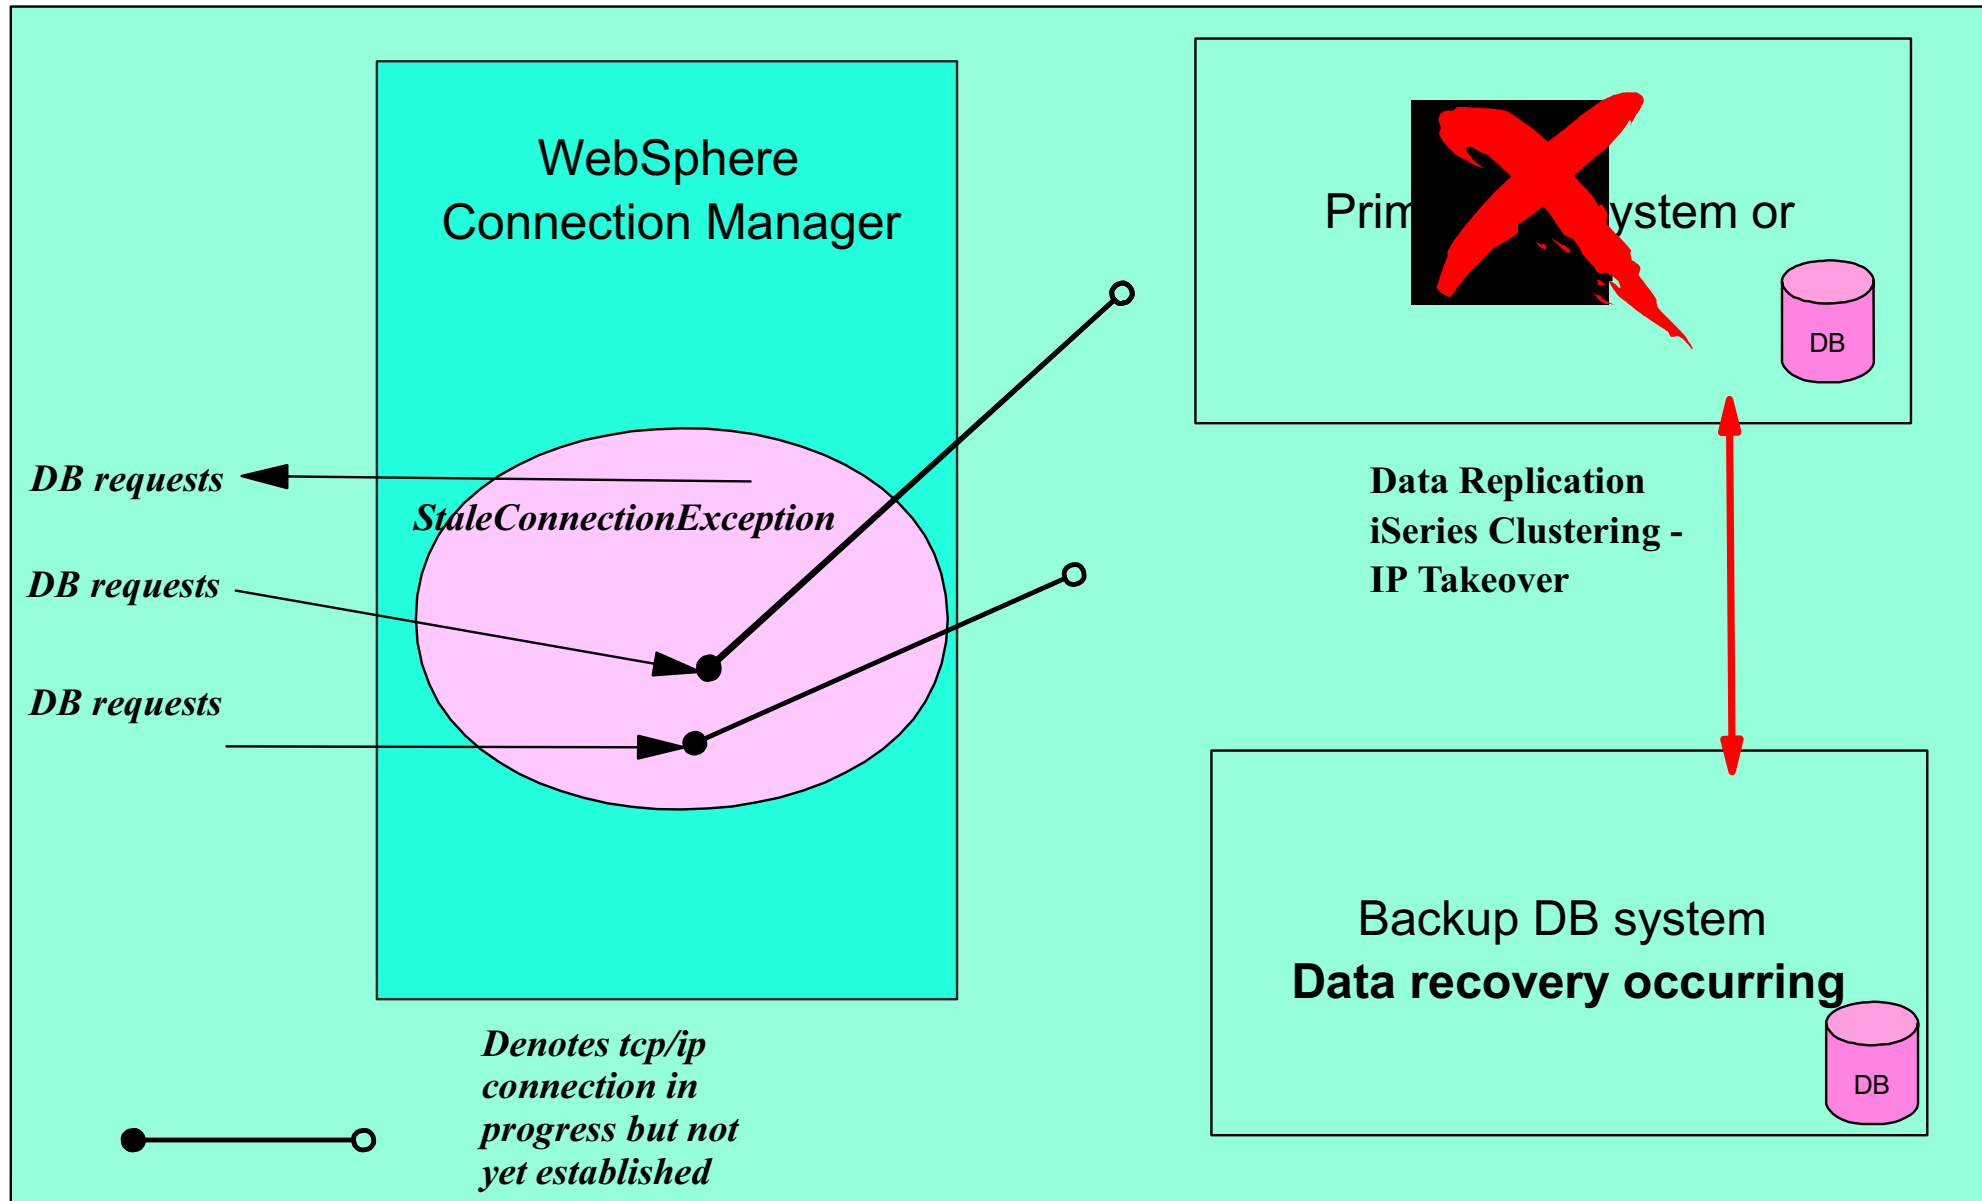 WebSphere
Connection Manager
ystem or
DB
DB requests
StaleConnectionException
DB requests
DB requests
Data Replication
iSeries Clustering -
IP Takeover
Backup DB system
Data recovery occurring
DB
Denotes tcp/ip
connection in
progress but not
yet established